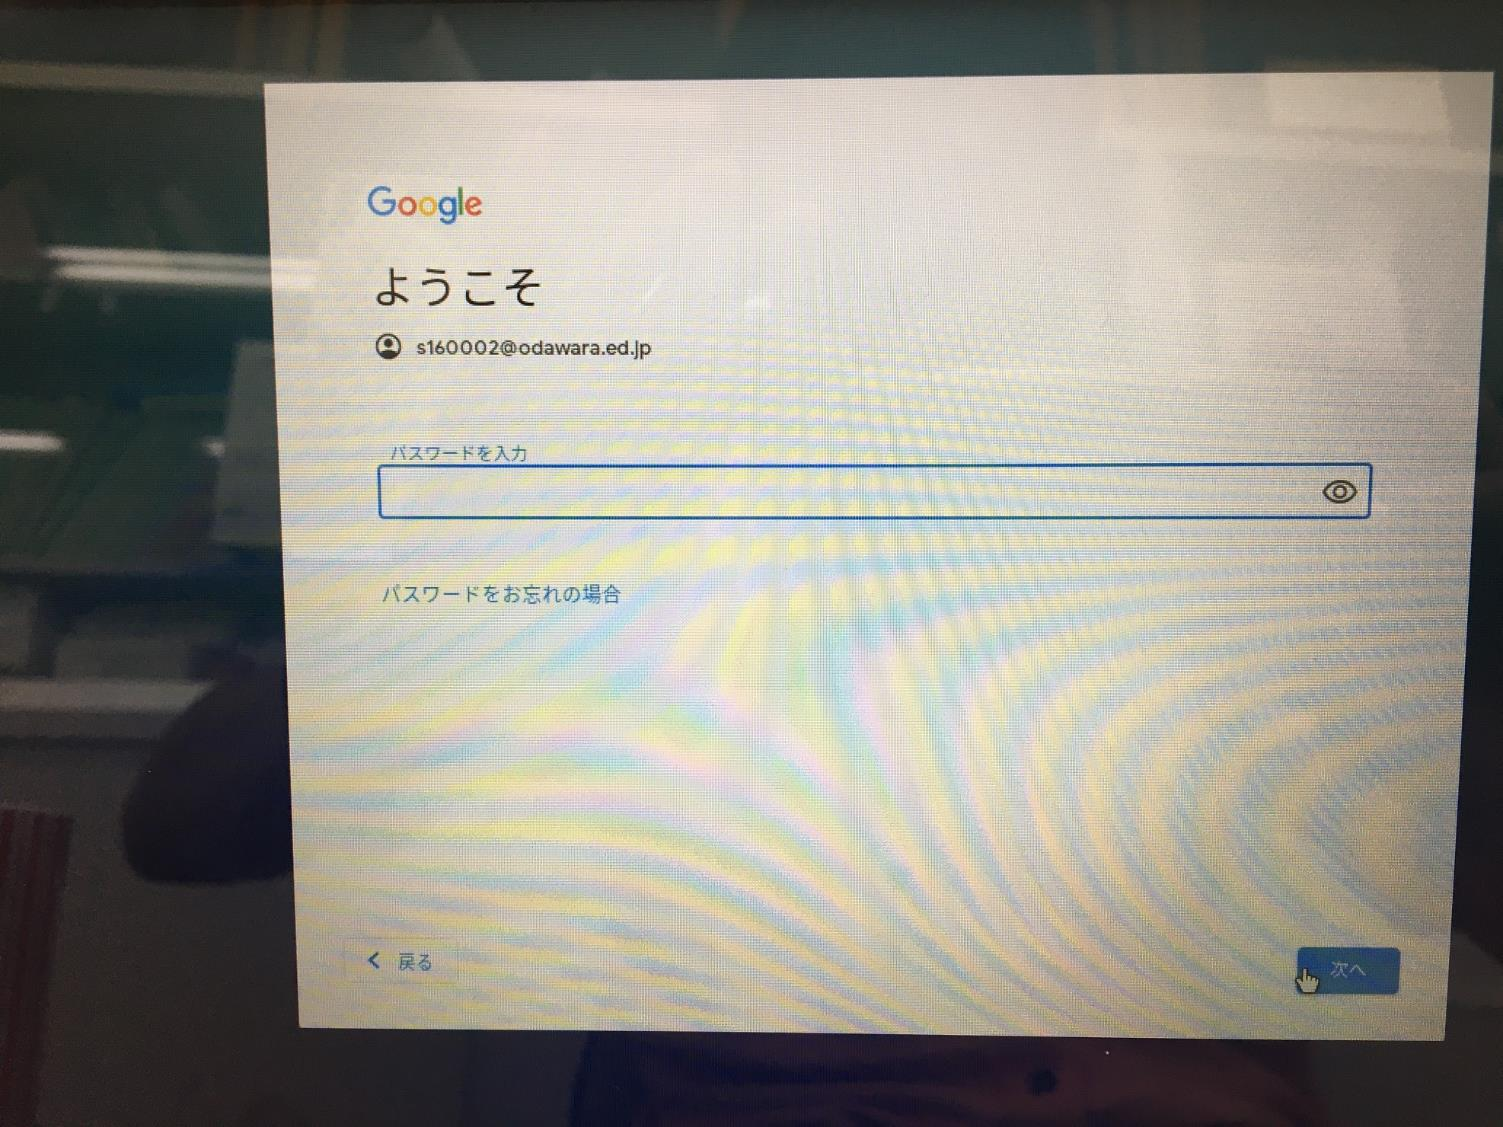 Google
ようこそ
s160002@odawara.ed.jp
パスワードを入力
パスワードをお忘れの場合
戻る
次へ